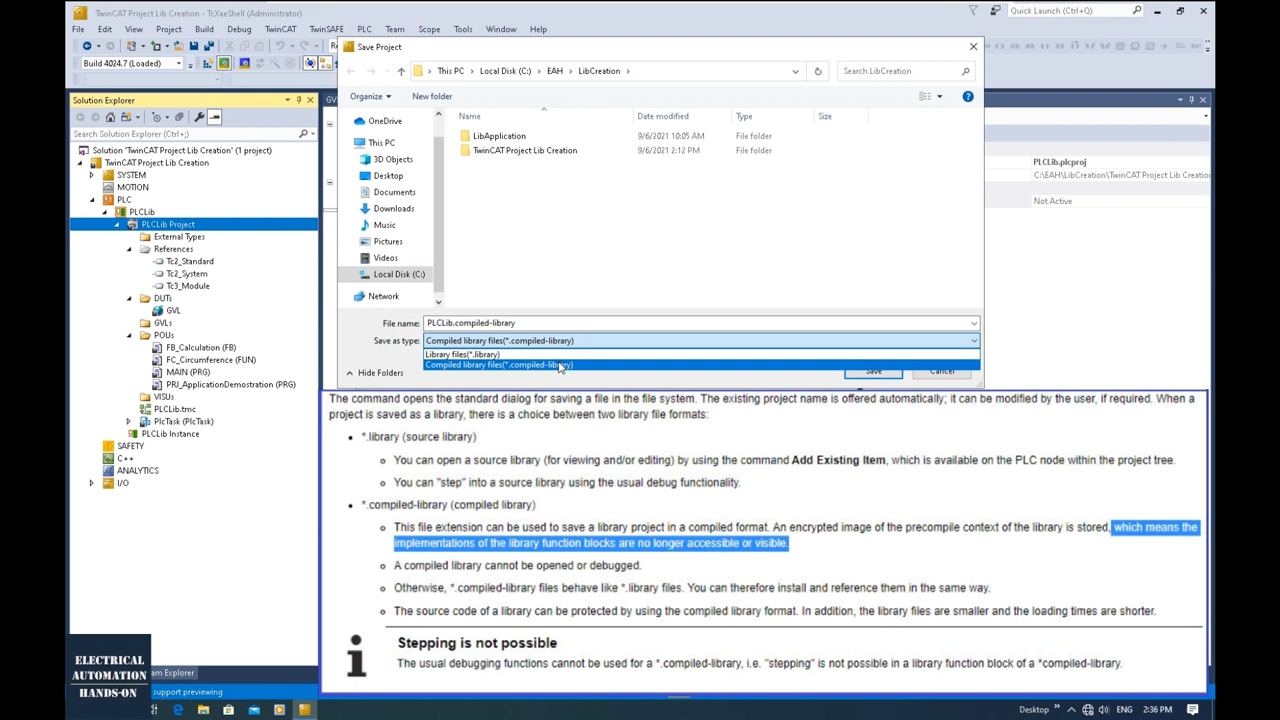 TwinCAT Project Lib Creation - TcXaeShell (Administrator)
Quick Launch (Ctrl+Q)
File Edit View Project Build Debug TwinCAT TwinSAFE PLC Team Scope Tools Window Help
Build 4024.7 (Loaded)
Solution Explorer
Search Solution Explorer (Ctrl+;)
Solution 'TwinCAT Project Lib Creation' (1 project)
TwinCAT Project Lib Creation
SYSTEM
MOTION
PLC
PLCLib
PLCLib Project
External Types
References
Tc2_Standard
Tc2_System
Tc3_Module
DUTs
GVL
GVLs
POUs
FB_Calculation (FB)
FC_Circumference (FUN)
MAIN (PRG)
PRJ_ApplicationDemostration (PRG)
VISUs
PLCLib.tmc
PlcTask (PlcTask)
PLCLib Instance
SAFETY
C++
ANALYTICS
I/O
Save Project
This PC > Local Disk (C:) > EAH > LibCreation >
Search LibCreation
Organize
New folder
OneDrive
This PC
3D Objects
Desktop
Documents
Downloads
Music
Pictures
Videos
Local Disk (C:)
Network
Name Date modified Type Size
LibApplication 9/6/2021 10:05 AM File folder
TwinCAT Project Lib Creation 9/6/2021 2:12 PM File folder
File name: PLCLib.compiled-library
Save as type: Compiled library files(*.compiled-library)
Library files(*.library)
Compiled library files(*.compiled-library)
Hide Folders
Save
Cancel
PLCLib.plcproj
C:\EAH\LibCreation\TwinCAT Project Lib Creation
Not Active
The command opens the standard dialog for saving a file in the file system. The existing project name is offered automatically; it can be modified by the user, if required. When a
project is saved as a library, there is a choice between two library file formats:
• *.library (source library)
You can open a source library (for viewing and/or editing) by using the command Add Existing Item, which is available on the PLC node within the project tree.
You can "step" into a source library using the usual debug functionality.
• *.compiled-library (compiled library)
This file extension can be used to save a library project in a compiled format. An encrypted image of the precompile context of the library is stored, which means the
implementations of the library function blocks are no longer accessible or visible.
A compiled library cannot be opened or debugged.
Otherwise, *.compiled-library files behave like *.library files. You can therefore install and reference them in the same way.
The source code of a library can be protected by using the compiled library format. In addition, the library files are smaller and the loading times are shorter.
Stepping is not possible
The usual debugging functions cannot be used for a *.compiled-library, i.e. "stepping" is not possible in a library function block of a *compiled-library.
ELECTRICAL
AUTOMATION
HANDS-ON
eam Explorer
support previewing
Desktop
ENG
2:36 PM